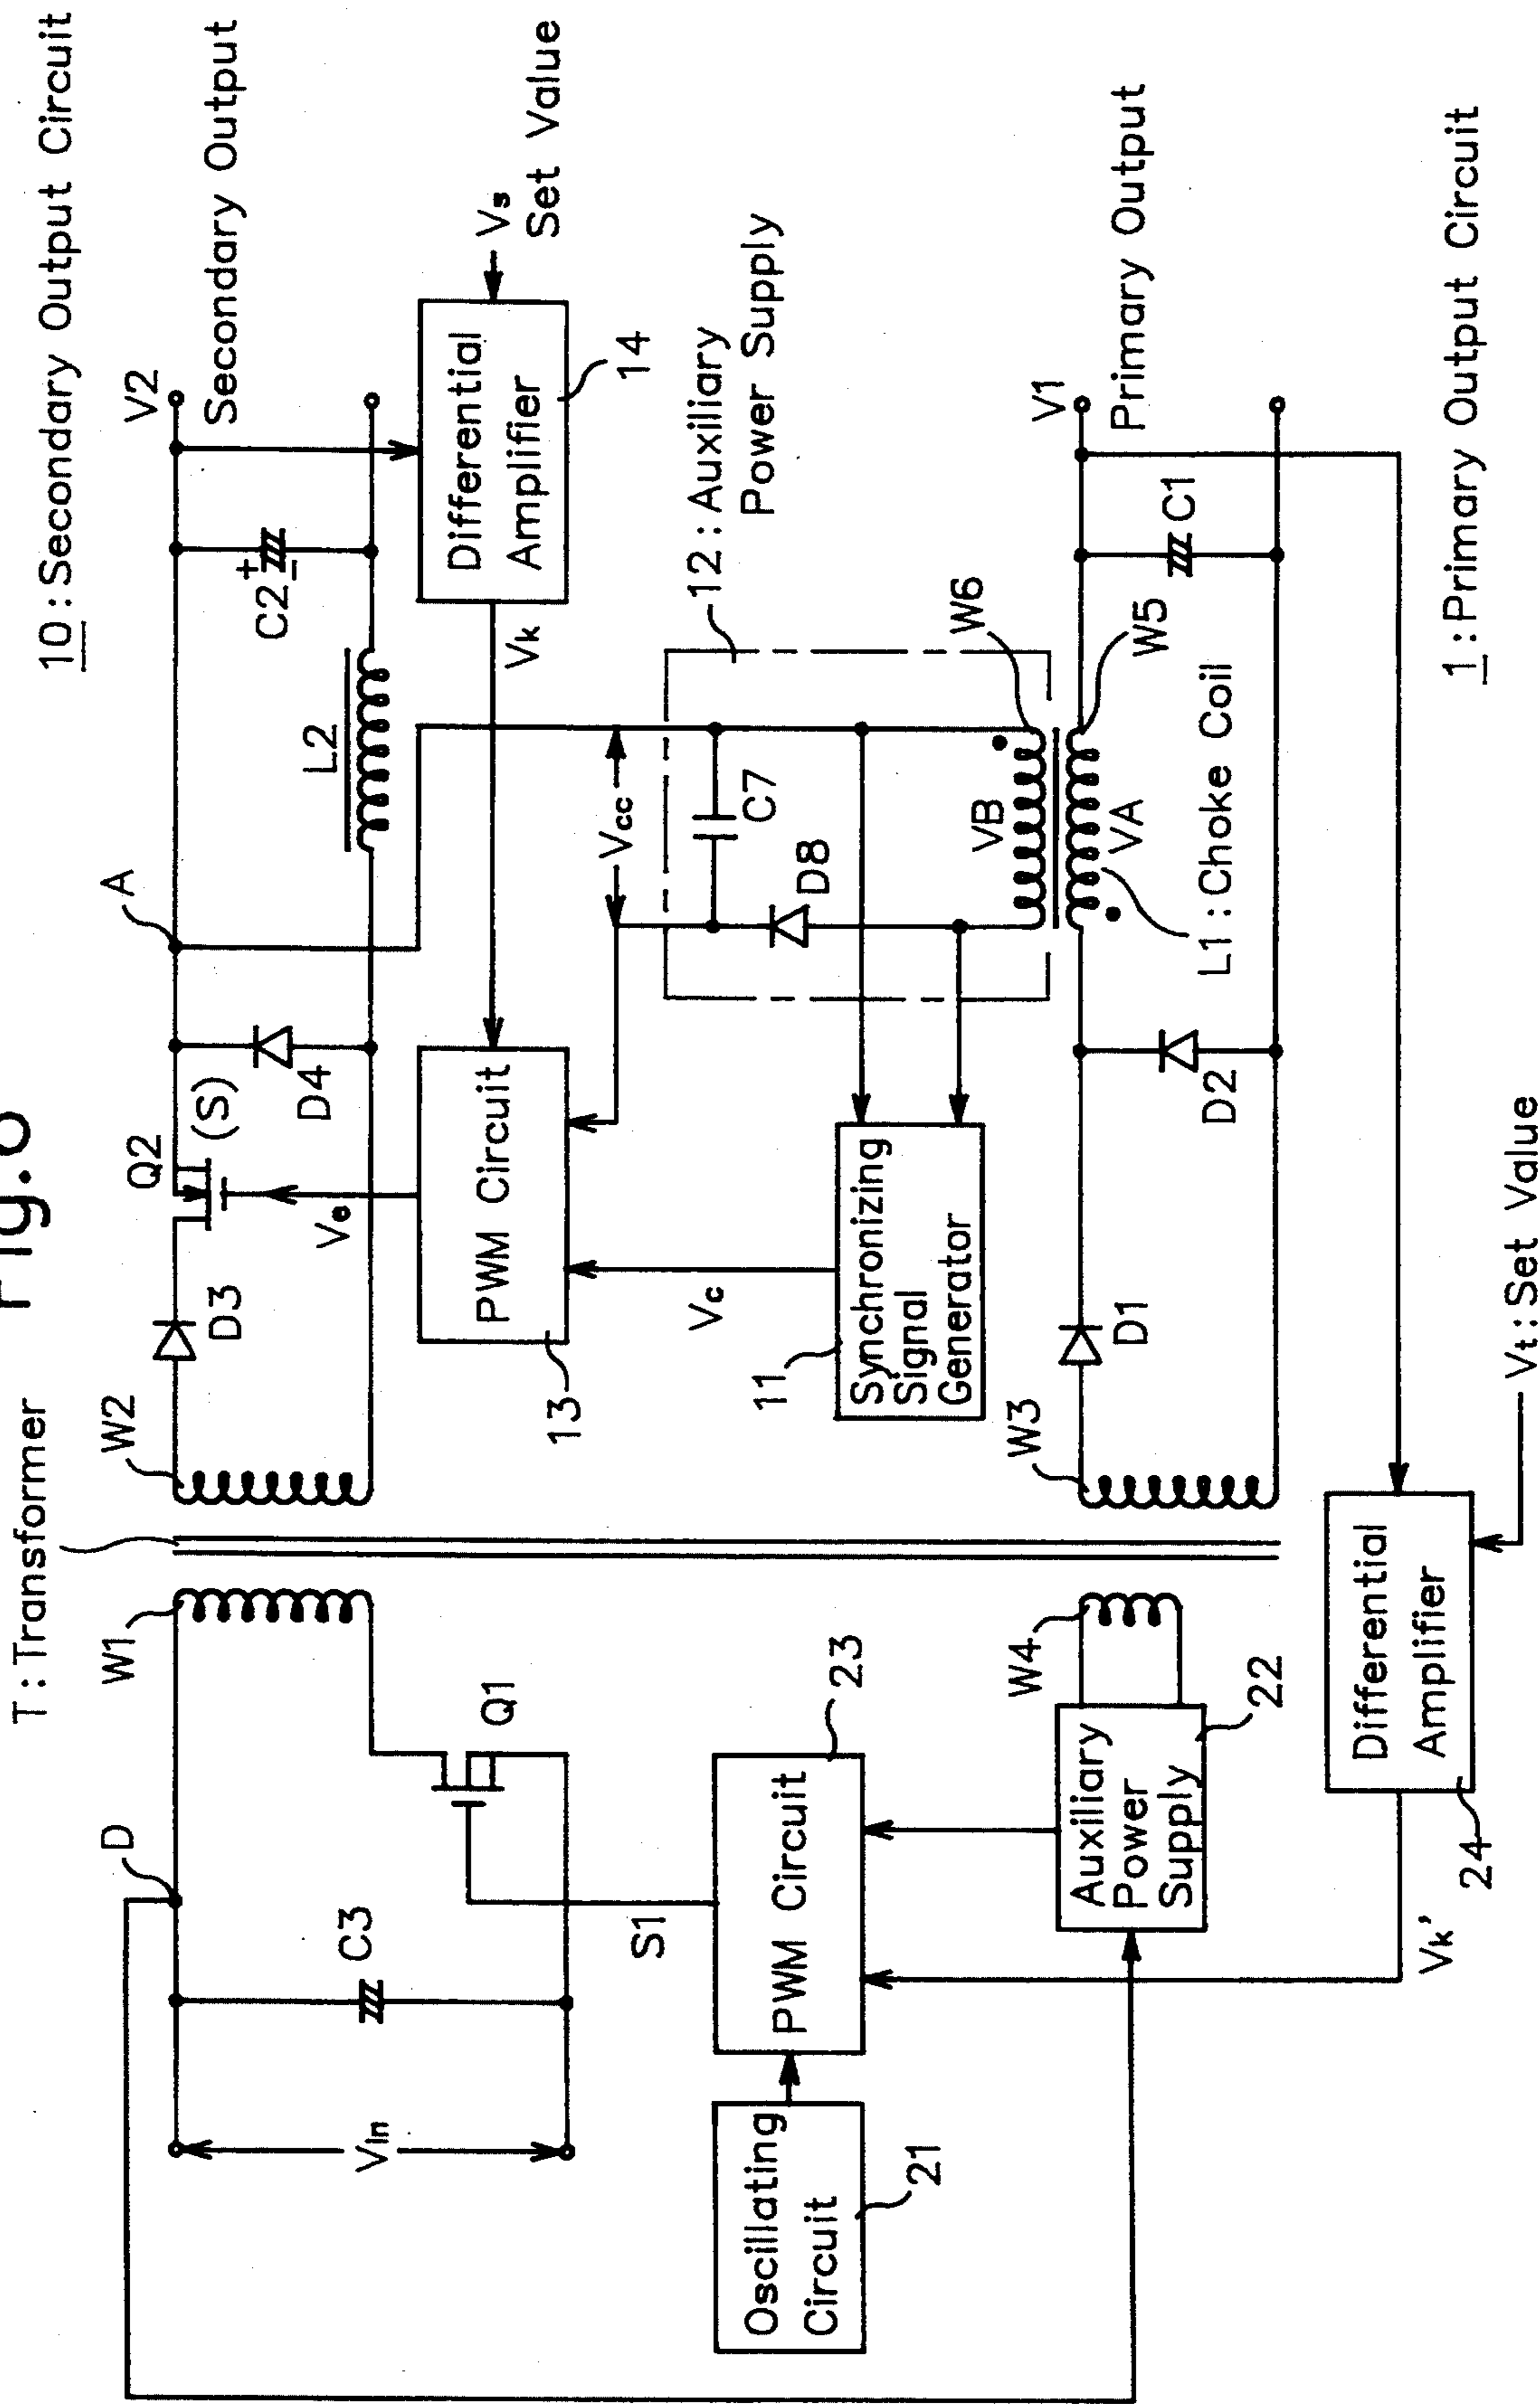 T:Transformer
10:Secondary Output Circuit
D
W1
W2
D3
Q2
(S)
A
V2
Secondary Output
D4
L2
C2
+
-
Vin
C3
Q1
Ve
Vk
Vs
Set Value
S1
PWM Circuit
13
Differential
Amplifier
14
Oscillating
Circuit
21
PWM Circuit
23
Vc
Vcc
12:Auxiliary
Power Supply
C7
D8
11
Synchronizing
Signal
Generator
VB
W6
W4
Auxiliary
Power
Supply
22
W3
D1
D2
VA
L1:Choke Coil
W5
C1
V1
Primary Output
Differential
Amplifier
24
Vk'
Vt:Set Value
1:Primary Output Circuit